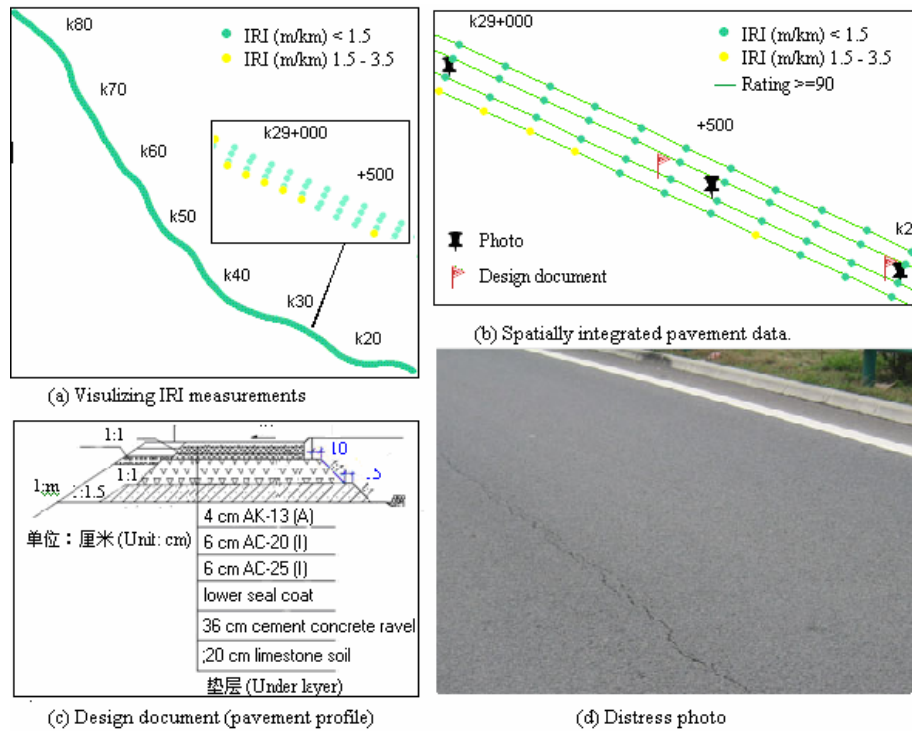 k80
IRI (m/km) < 1.5
IRI (m/km) 1.5 - 3.5
k70
k29+000
k60
+500
k50
k40
k30
k20
(a) Visulizing IRI measurements
k29+000
IRI (m/km) < 1.5
IRI (m/km) 1.5 - 3.5
Rating >=90
+500
Photo
Design document
(b) Spatially integrated pavement data.
1:1
10
1:1
1:m
1:1.5
单位：厘米 (Unit: cm)
4 cm AK-13 (A)
6 cm AC-20 (I)
6 cm AC-25 (I)
lower seal coat
36 cm cement concrete ravel
20 cm limestone soil
垫层 (Under layer)
(c) Design document (pavement profile)
(d) Distress photo